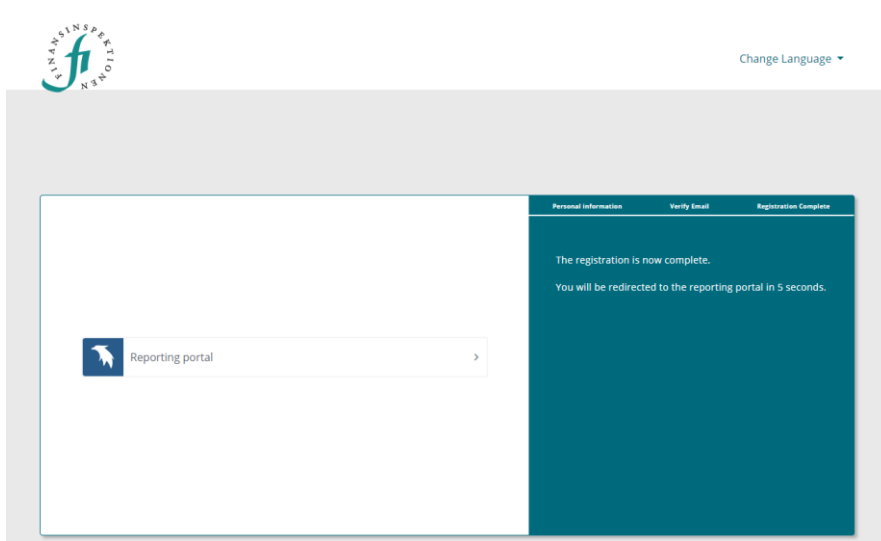 FINANSINSPEKTIONEN
fi
Change Language
Personal information
Verify Email
Registration Complete
The registration is now complete.
You will be redirected to the reporting portal in 5 seconds.
Reporting portal